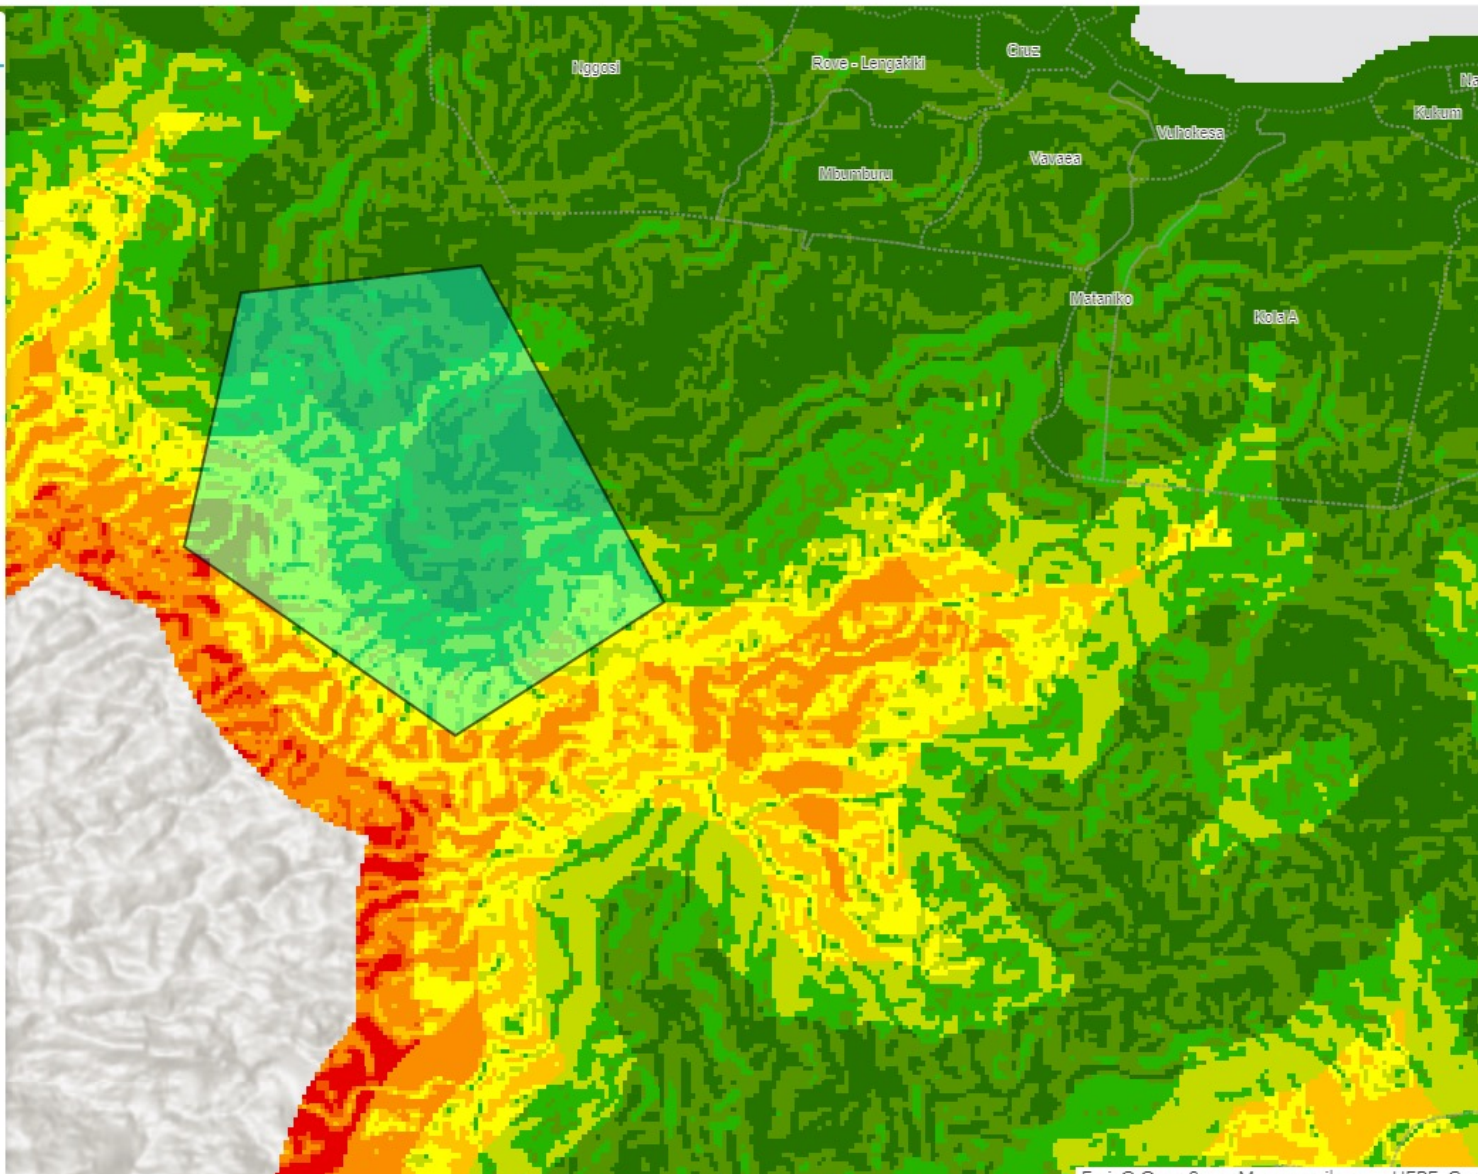 Cruz
Nggosi
Rove - Lengakiki
Kukum
Vuhokesa
Vavaea
Mbumburu
Mataniko
Kola A